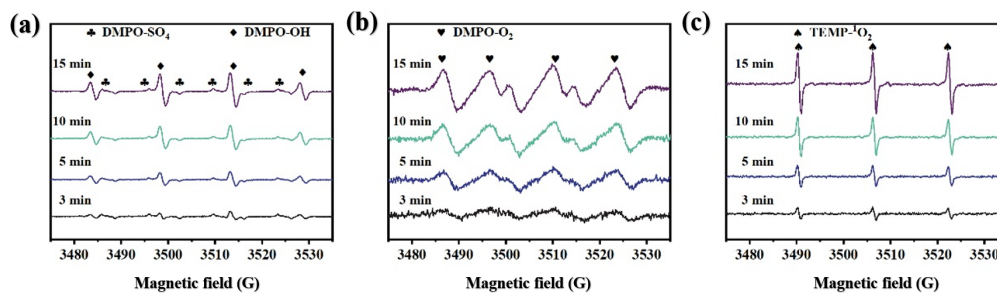 (a)
♣ DMPO-SO₄ ♦ DMPO-OH
15 min
10 min
5 min
3 min
3480 3490 3500 3510 3520 3530
Magnetic field (G)
(b)
♥ DMPO-O₂
15 min
10 min
5 min
3 min
3480 3490 3500 3510 3520 3530
Magnetic field (G)
(c)
♠ TEMP-¹O₂
15 min
10 min
5 min
3 min
3480 3490 3500 3510 3520 3530
Magnetic field (G)